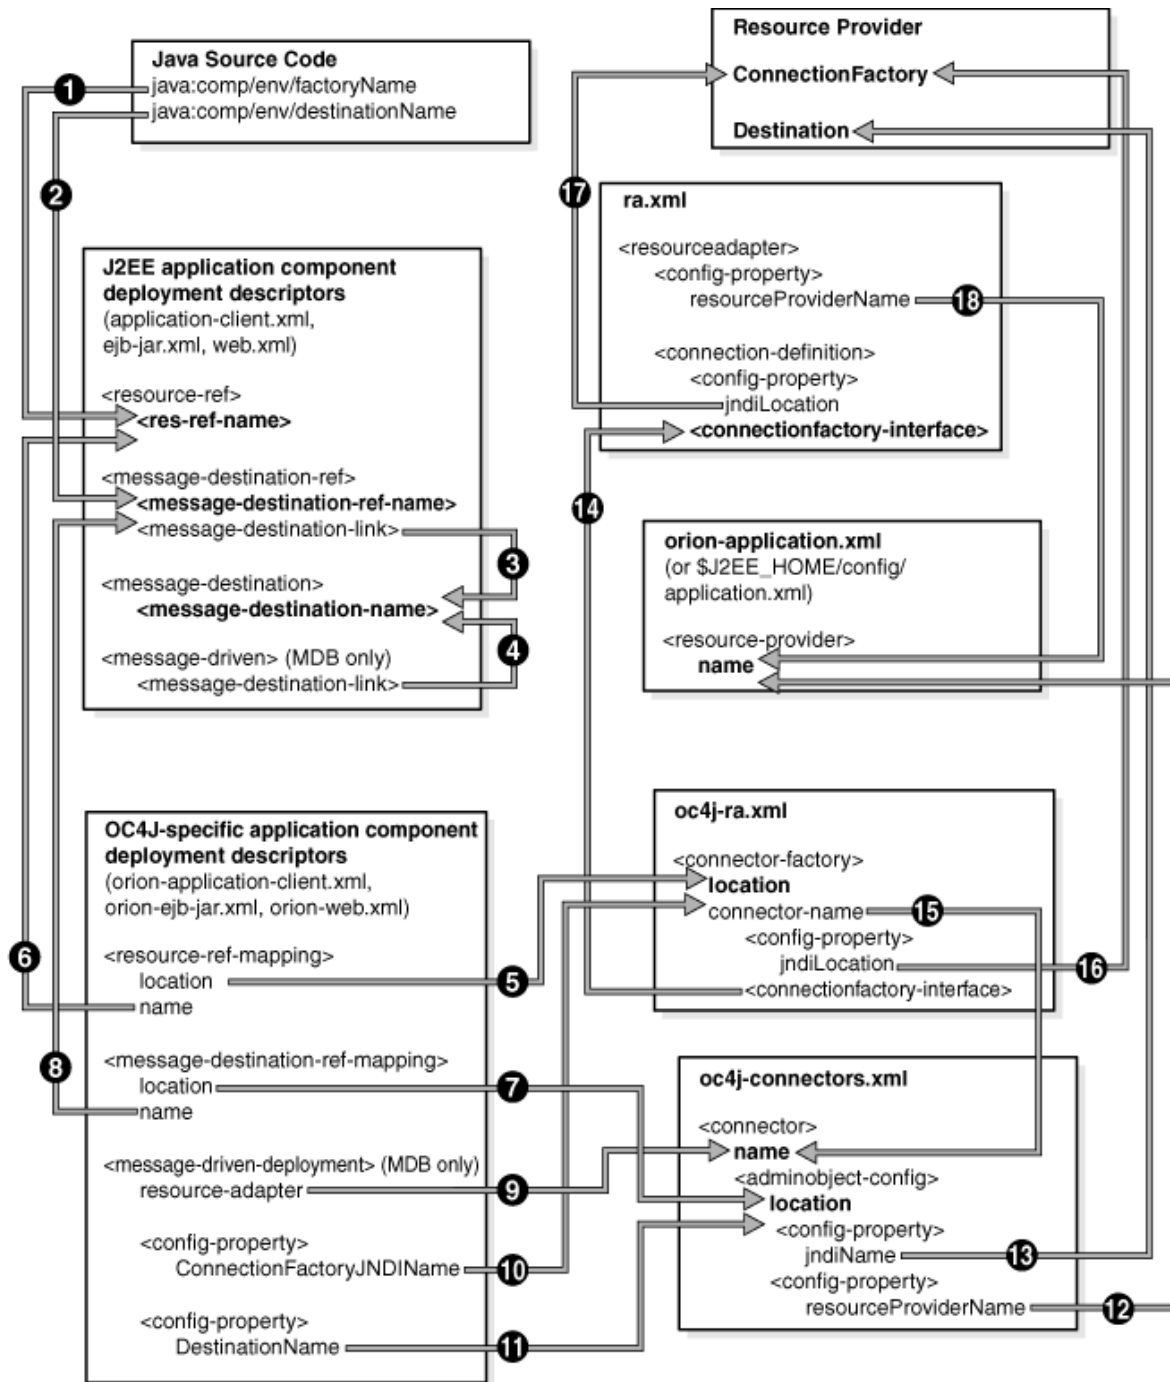 Java Source Code
java:comp/env/factoryName
java:comp/env/destinationName
1
2
J2EE application component
deployment descriptors
(application-client.xml,
ejb-jar.xml, web.xml)
<resource-ref>
<res-ref-name>
<message-destination-ref>
<message-destination-ref-name>
<message-destination-link>
3
<message-destination>
<message-destination-name>
4
<message-driven> (MDB only)
<message-destination-link>
OC4J-specific application component
deployment descriptors
(orion-application-client.xml,
orion-ejb-jar.xml, orion-web.xml)
6
<resource-ref-mapping>
location
5
name
8
<message-destination-ref-mapping>
location
7
name
<message-driven-deployment> (MDB only)
resource-adapter
9
<config-property>
ConnectionFactoryJNDIName
10
<config-property>
DestinationName
11
Resource Provider
ConnectionFactory
Destination
17
ra.xml
<resourceadapter>
<config-property>
resourceProviderName
18
<connection-definition>
<config-property>
jndiLocation
<connectionfactory-interface>
14
orion-application.xml
(or $J2EE_HOME/config/
application.xml)
<resource-provider>
name
oc4j-ra.xml
<connector-factory>
location
connector-name
15
<config-property>
jndiLocation
16
<connectionfactory-interface>
oc4j-connectors.xml
<connector>
name
<adminobject-config>
location
<config-property>
jndiName
13
<config-property>
resourceProviderName
12